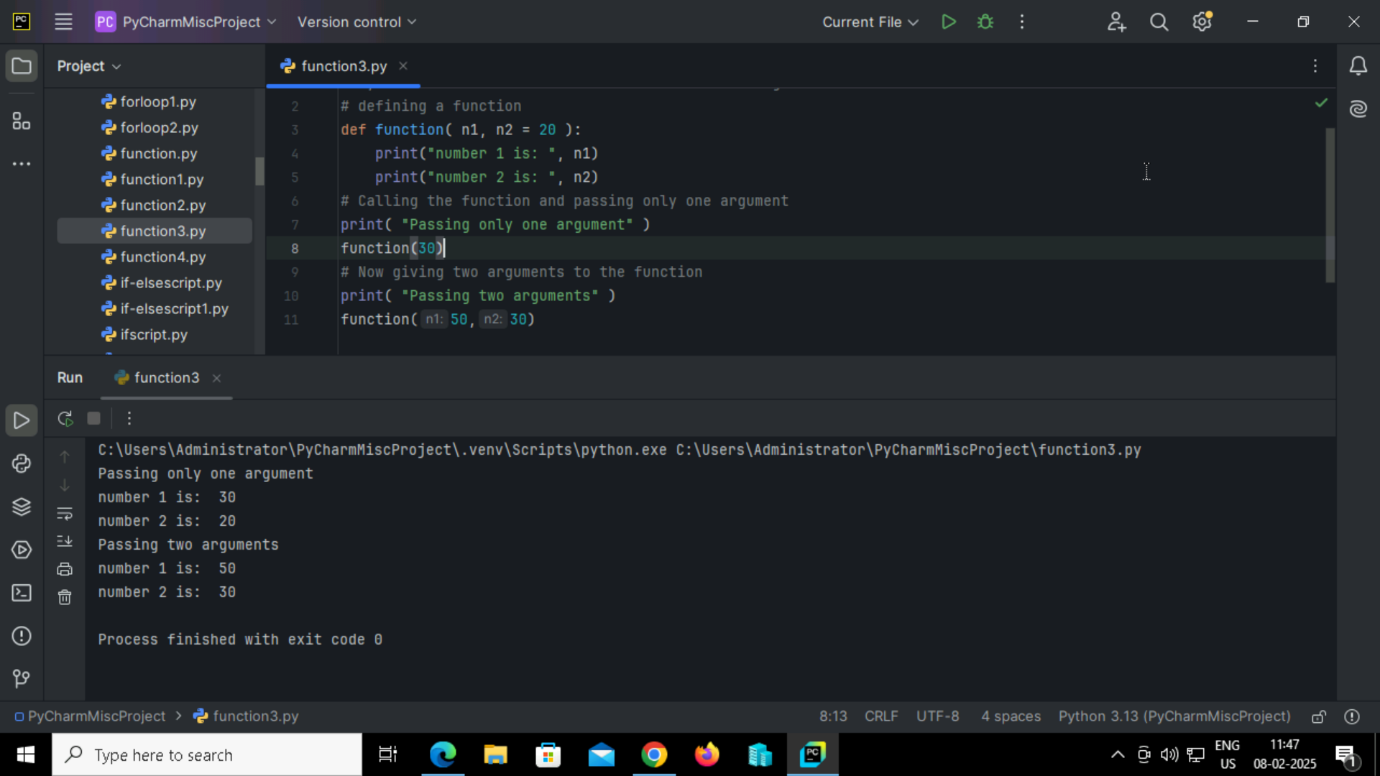 PC PyCharmMiscProject Version control Current File
Project
function3.py
forloop1.py
forloop2.py
function.py
function1.py
function2.py
function3.py
function4.py
if-elsescript.py
if-elsescript1.py
ifscript.py
2 # defining a function
3 def function( n1, n2 = 20 ):
4 print("number 1 is: ", n1)
5 print("number 2 is: ", n2)
6 # Calling the function and passing only one argument
7 print( "Passing only one argument" )
8 function(30)
9 # Now giving two arguments to the function
10 print( "Passing two arguments" )
11 function( n1: 50, n2: 30)
Run function3
C:\Users\Administrator\PyCharmMiscProject\.venv\Scripts\python.exe C:\Users\Administrator\PyCharmMiscProject\function3.py
Passing only one argument
number 1 is:  30
number 2 is:  20
Passing two arguments
number 1 is:  50
number 2 is:  30
Process finished with exit code 0
PyCharmMiscProject > function3.py 8:13 CRLF UTF-8 4 spaces Python 3.13 (PyCharmMiscProject)
Type here to search
PC
ENG
US
11:47
08-02-2025
1